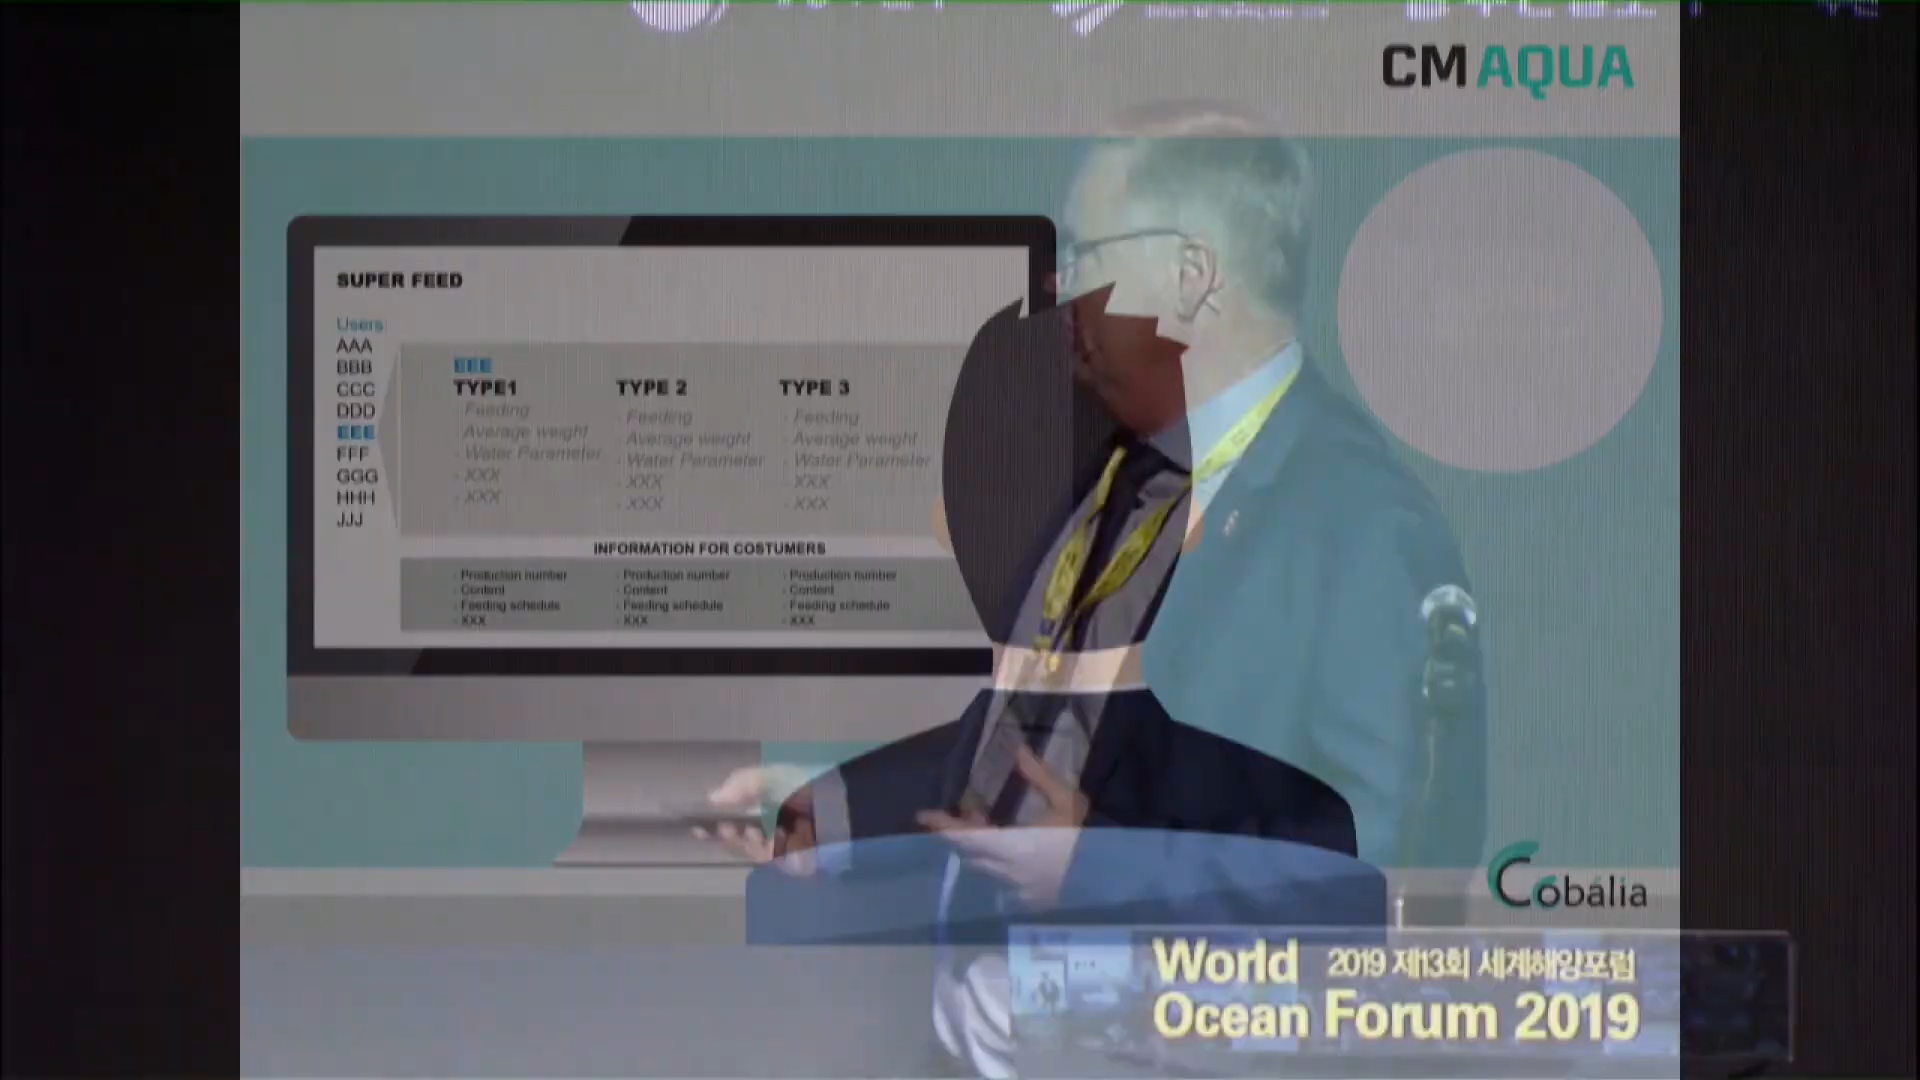 CM AQUA
SUPER FEED
Users:
AAA
BBB
CCC
DDD
EEE
FFF
GGG
HHH
JJJ
EEE
TYPE1
- Feeding
- Average weight
- Water Parameter
- XXX
- XXX
TYPE 2
- Feeding
- Average weight
- Water Parameter
- XXX
- XXX
TYPE 3
- Feeding
- Average weight
- Water Parameter
- XXX
- XXX
INFORMATION FOR COSTUMERS
- Production number
- Content
- Feeding schedule
- XXX
- Production number
- Content
- Feeding schedule
- XXX
- Production number
- Content
- Feeding schedule
- XXX
Cobália
World 2019 제13회 세계해양포럼
Ocean Forum 2019